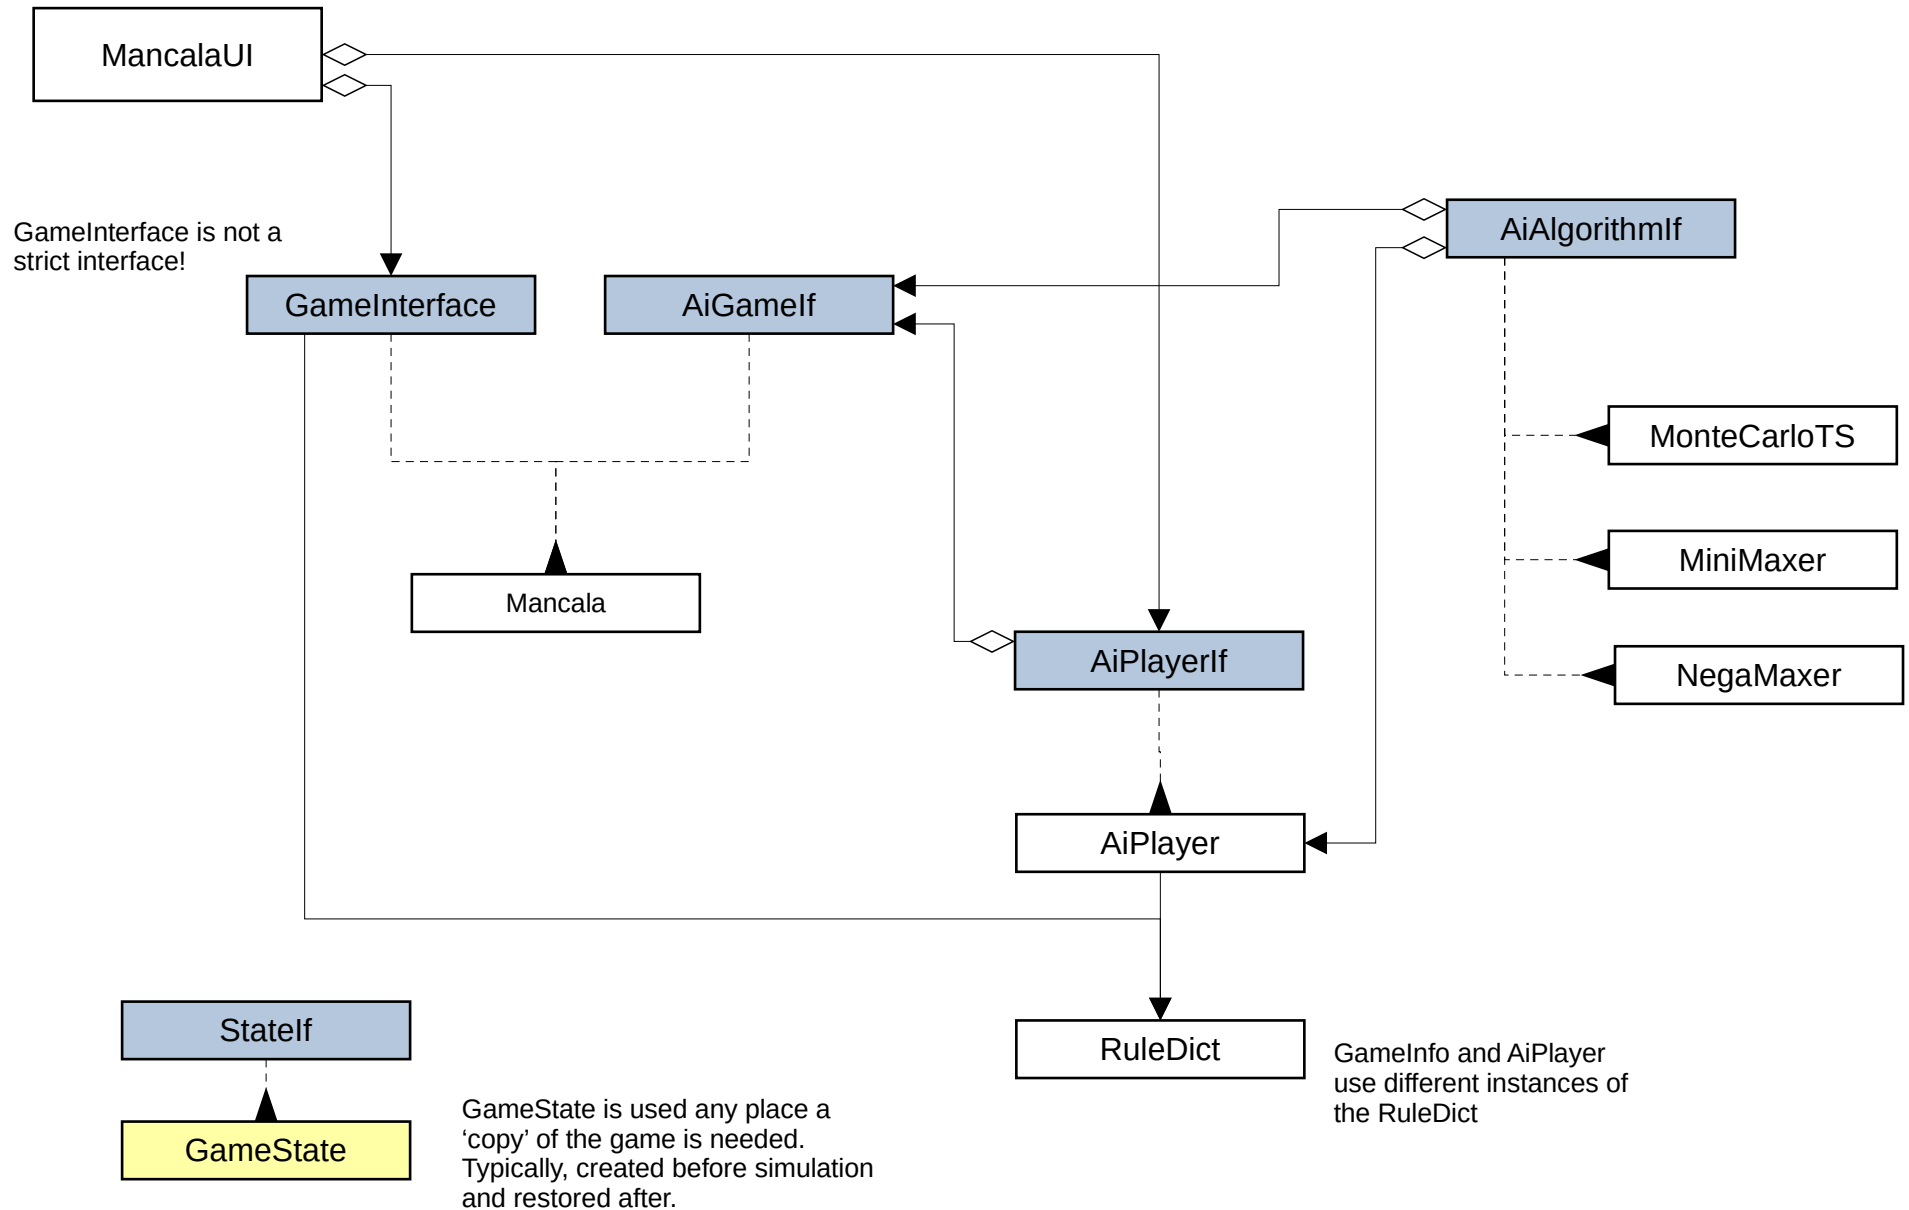 MancalaUI
GameInterface is not a
strict interface!
AiAlgorithmIf
GameInterface
AiGameIf
MonteCarloTS
MiniMaxer
Mancala
AiPlayerIf
NegaMaxer
AiPlayer
StateIf
RuleDict
GameInfo and AiPlayer
use different instances of
the RuleDict
GameState
GameState is used any place a
‘copy’ of the game is needed.
Typically, created before simulation
and restored after.